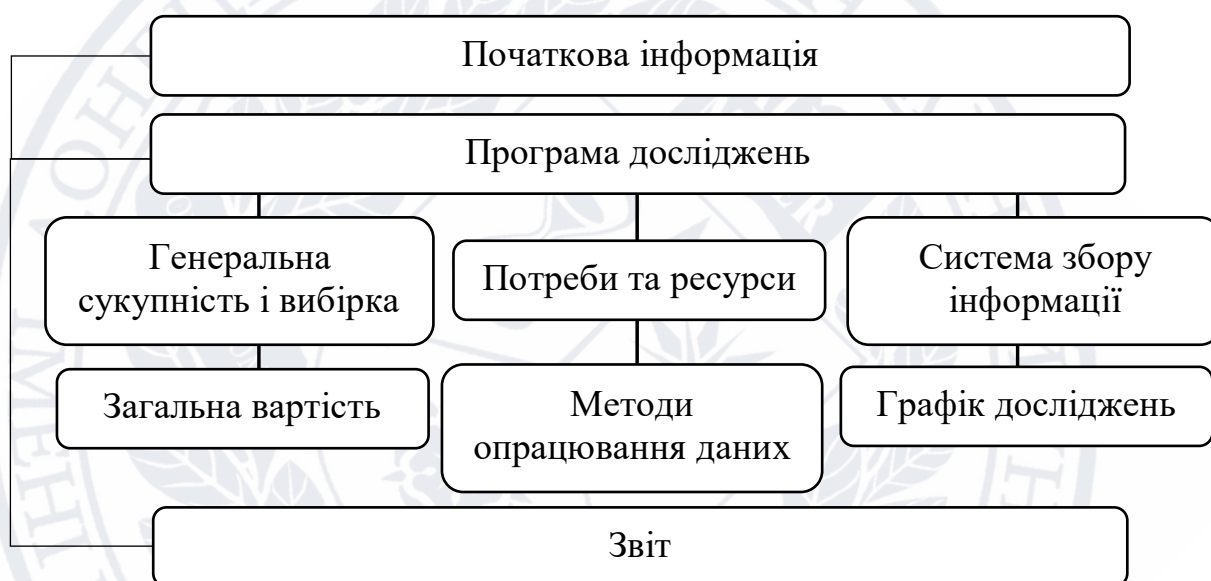 Початкова інформація
Програма досліджень
Генеральна
сукупність і вибірка
Потреби та ресурси
Система збору
інформації
Загальна вартість
Методи
опрацювання даних
Графік досліджень
Звіт